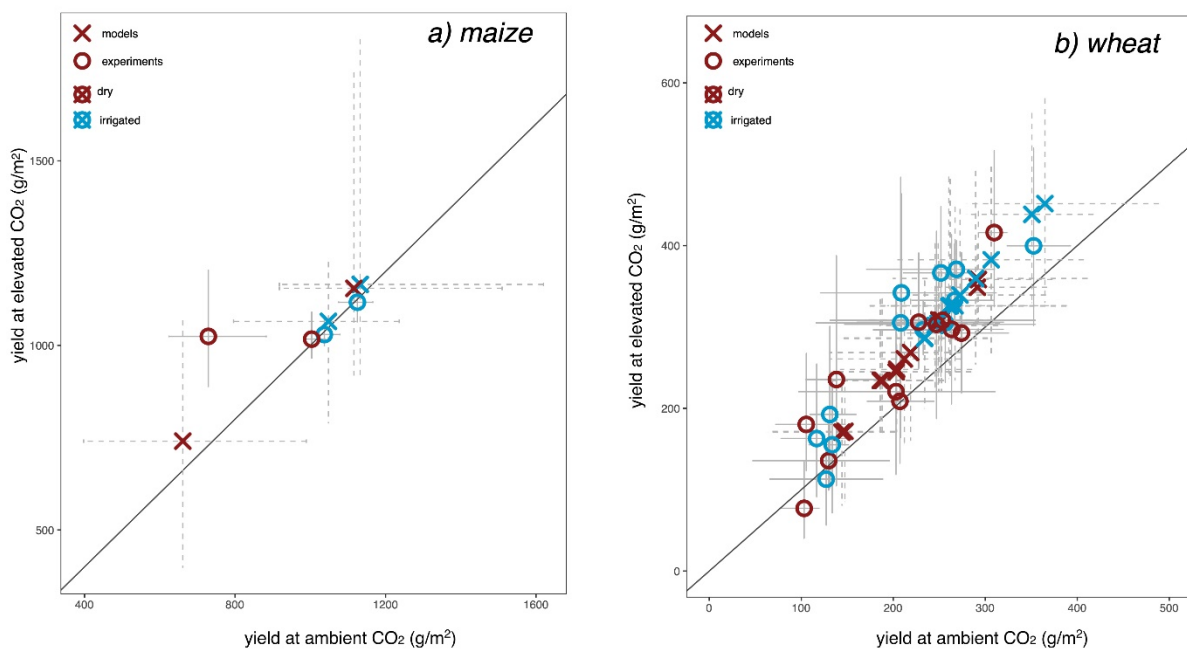 a) maize
models
experiments
dry
irrigated
yield at elevated CO2 (g/m2)
1500
1000
500
400
800
1200
1600
yield at ambient CO2 (g/m2)
b) wheat
models
experiments
dry
irrigated
yield at elevated CO2 (g/m2)
600
400
200
0
0
100
200
300
400
500
yield at ambient CO2 (g/m2)